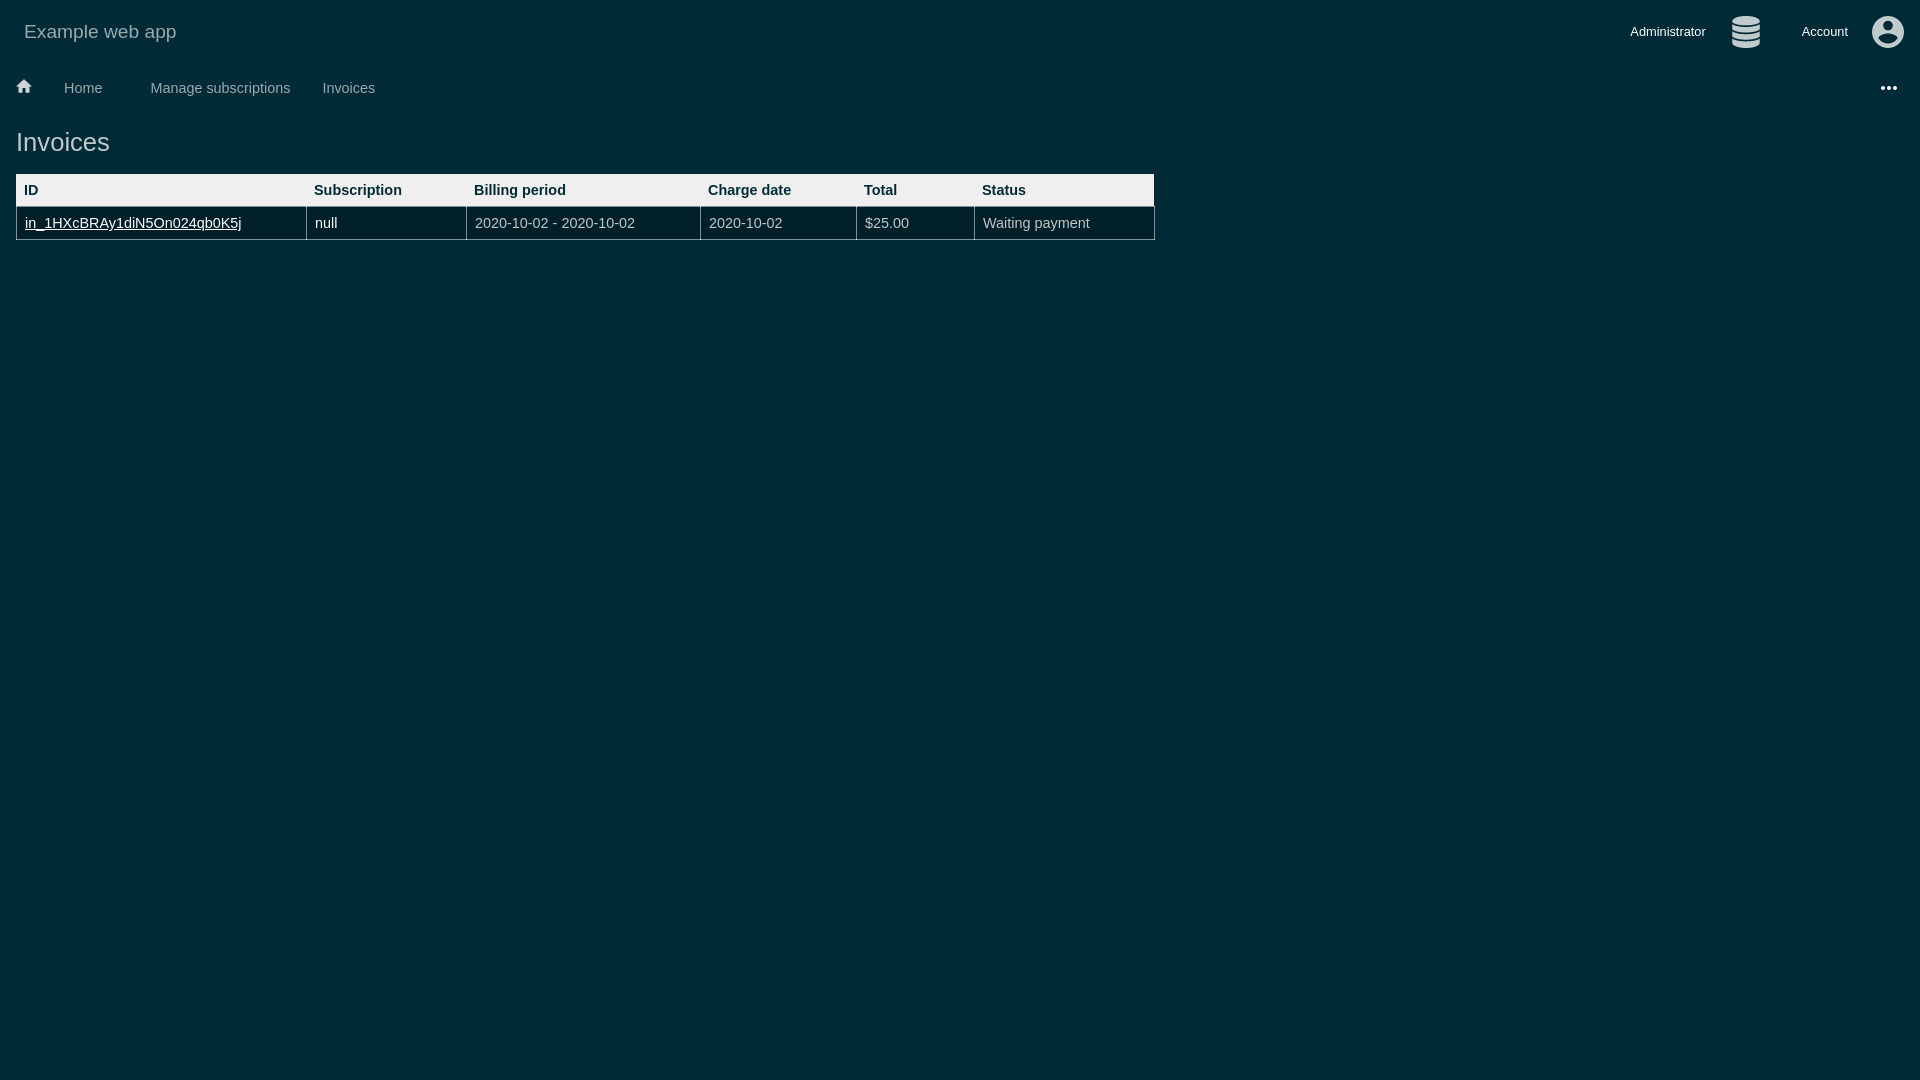 Example web app
Administrator
Account
Home
Manage subscriptions
Invoices
Invoices
ID Subscription Billing period Charge date Total Status
in_1HXcBRAy1diN5On024qb0K5j null 2020-10-02 - 2020-10-02 2020-10-02 $25.00 Waiting payment